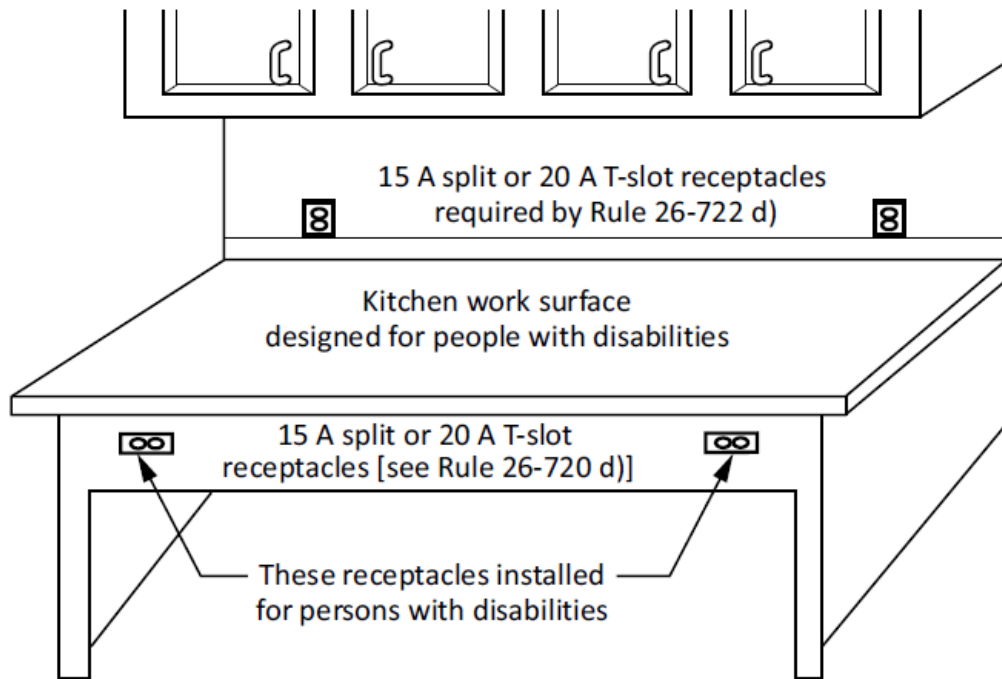 15 A split or 20 A T-slot receptacles
required by Rule 26-722 d)
Kitchen work surface
designed for people with disabilities
15 A split or 20 A T-slot
receptacles [see Rule 26-720 d)]
These receptacles installed
for persons with disabilities